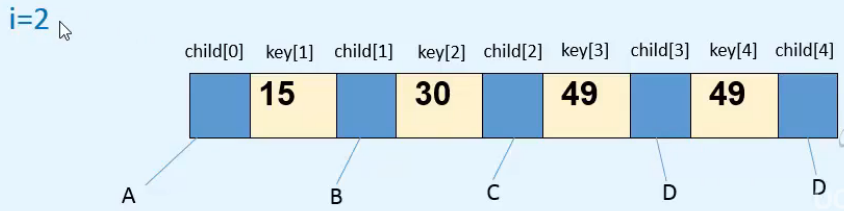 i=2
child[0] key[1] child[1] key[2] child[2] key[3] child[3] key[4] child[4]
15 30 49 49
A B C D D